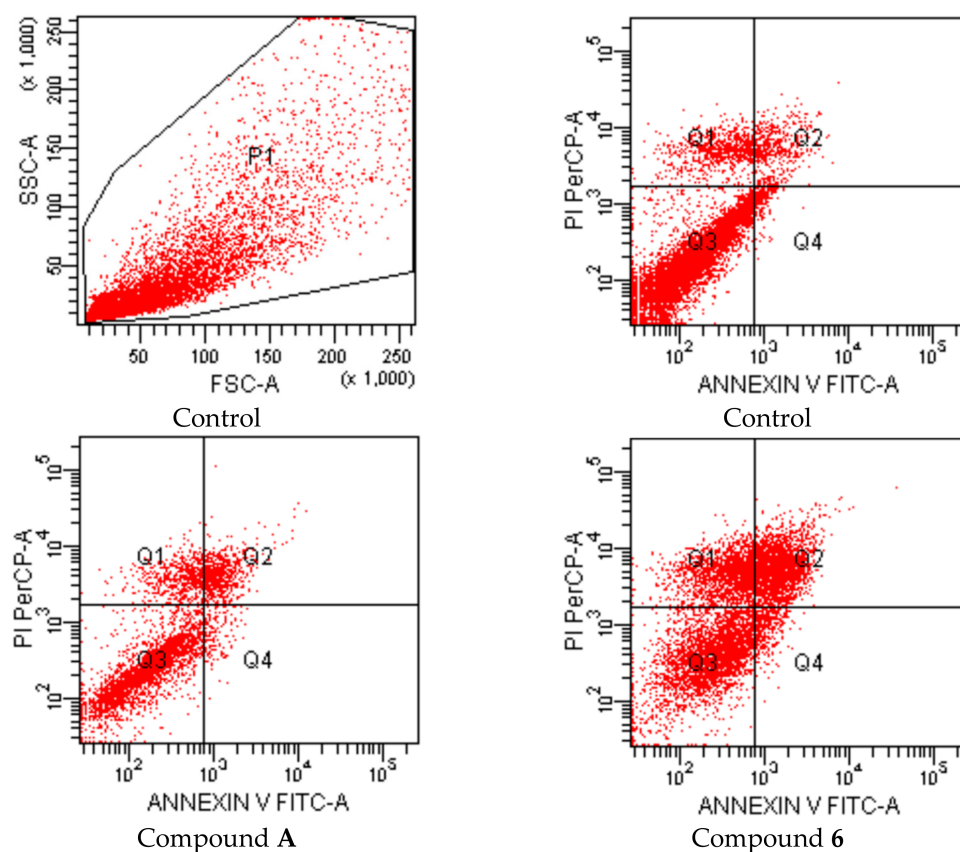 250
(x 1,000)
200
SSC-A
150
P1
100
50
50 100 150 200 250
FSC-A (x 1,000)
Control
10^5
PI PerCP-A
10^4
Q1 Q2
10^3
Q3 Q4
10^2
10^2 10^3 10^4 10^5
ANNEXIN V FITC-A
Control
10^5
PI PerCP-A
10^4
Q1 Q2
10^3
Q3 Q4
10^2
10^2 10^3 10^4 10^5
ANNEXIN V FITC-A
Compound A
10^5
PI PerCP-A
10^4
Q1 Q2
10^3
Q3 Q4
10^2
10^2 10^3 10^4 10^5
ANNEXIN V FITC-A
Compound 6